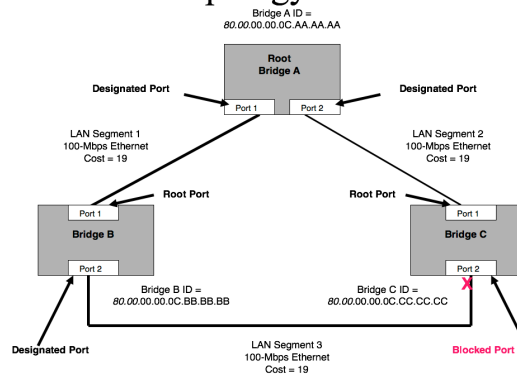 Bridge A ID =
80.00.00.00.0C.AA.AA.AA
Root
Bridge A
Designated Port
Designated Port
Port 1
Port 2
LAN Segment 1
100-Mbps Ethernet
Cost = 19
LAN Segment 2
100-Mbps Ethernet
Cost = 19
Root Port
Root Port
Port 1
Port 1
Bridge B
Bridge C
Port 2
Port 2
X
Bridge B ID =
80.00.00.00.0C.BB.BB.BB
Bridge C ID =
80.00.00.00.0C.CC.CC.CC
Designated Port
LAN Segment 3
100-Mbps Ethernet
Cost = 19
Blocked Port